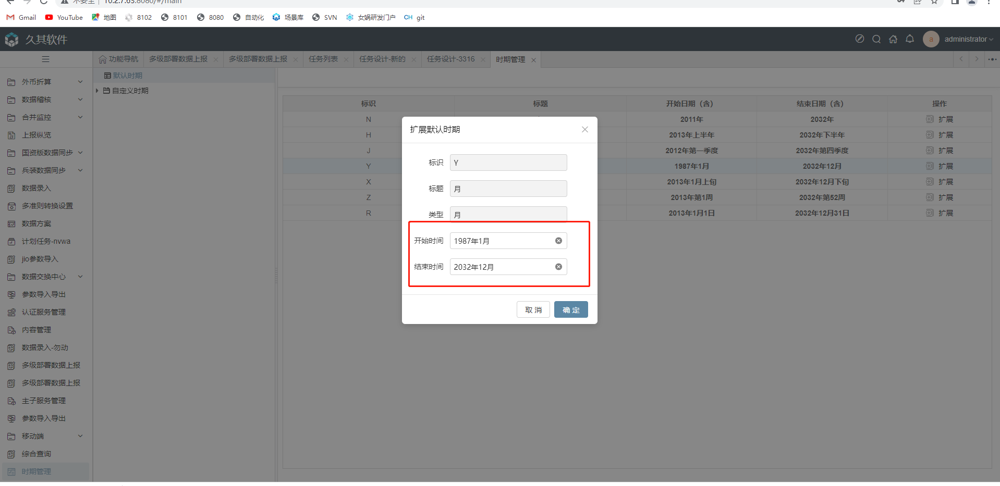 不安全 | 10.2.7.63:8080/#/main
Gmail YouTube 地图 8102 8101 8080 自动化 场景库 SVN 女娲研发门户 CH git
久其软件 a administrator
功能导航 多级部署数据上报 多级部署数据上报 任务列表 任务设计-新的 任务设计-3316 时期管理
外币折算
数据稽核
合并监控
上报纵览
国资版数据同步
兵装数据同步
数据录入
多准则转换设置
数据方案
计划任务-nvwa
jio参数导入
数据交换中心
参数导入导出
认证服务管理
内容管理
数据录入-勿动
多级部署数据上报
多级部署数据上报
主子服务管理
参数导入导出
移动端
综合查询
时期管理
默认时期
自定义时期
标识 标题 开始日期（含） 结束日期（含） 操作
N 2011年 2032年 扩展
H 2013年上半年 2032年下半年 扩展
J 2012年第一季度 2032年第四季度 扩展
Y 1987年1月 2032年12月 扩展
X 2013年1月上旬 2032年12月下旬 扩展
Z 2013年第1周 2032年第52周 扩展
R 2013年1月1日 2032年12月31日 扩展
扩展默认时期
标识 Y
标题 月
类型 月
开始时间 1987年1月
结束时间 2032年12月
取消 确定